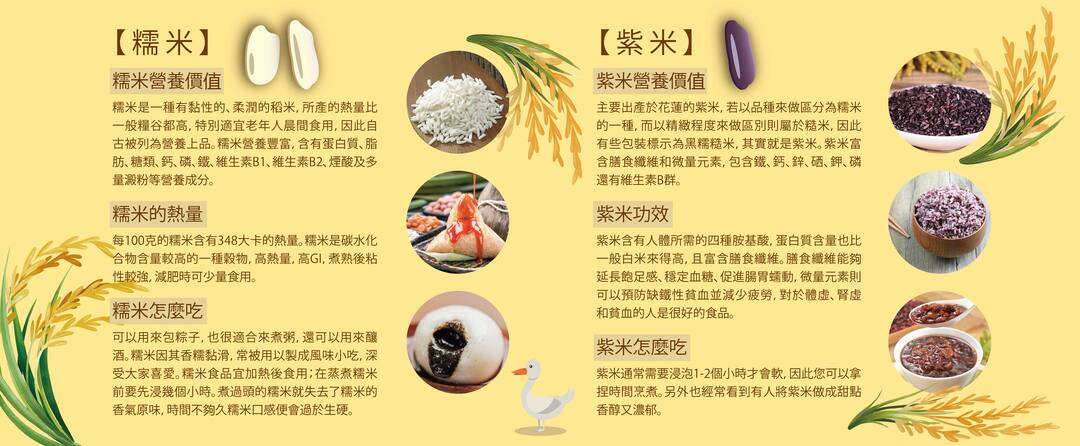 【糯米】
糯米營養價值
糯米是一種有黏性的、柔潤的稻米, 所產的熱量比
一般糧谷都高, 特別適宜老年人晨間食用, 因此自
古被列為營養上品。糯米營養豐富, 含有蛋白質、脂
肪、糖類、鈣、磷、鐵、維生素B1、維生素B2、煙酸及多
量澱粉等營養成分。
糯米的熱量
每100克的糯米含有348大卡的熱量。糯米是碳水化
合物含量較高的一種穀物, 高熱量, 高GI, 煮熟後粘
性較強, 減肥時可少量食用。
糯米怎麼吃
可以用來包粽子, 也很適合來煮粥, 還可以用來釀
酒。糯米因其香糯黏滑, 常被用以製成風味小吃, 深
受大家喜愛。糯米食品宜加熱後食用；在蒸煮糯米
前要先浸幾個小時。煮過頭的糯米就失去了糯米的
香氣原味, 時間不夠久糯米口感便會過於生硬。
【紫米】
紫米營養價值
主要出產於花蓮的紫米, 若以品種來做區分為糯米
的一種, 而以精緻程度來做區別則屬於糙米, 因此
有些包裝標示為黑糯糙米, 其實就是紫米。紫米富
含膳食纖維和微量元素, 包含鐵、鈣、鋅、硒、鉀、磷
還有維生素B群。
紫米功效
紫米含有人體所需的四種胺基酸, 蛋白質含量也比
一般白米來得高, 且富含膳食纖維。膳食纖維能夠
延長飽足感、穩定血糖、促進腸胃蠕動, 微量元素則
可以預防缺鐵性貧血並減少疲勞, 對於體虛、腎虛
和貧血的人是很好的食品。
紫米怎麼吃
紫米通常需要浸泡1-2個小時才會軟, 因此您可以拿
捏時間烹煮。另外也經常看到有人將紫米做成甜點
香醇又濃郁。